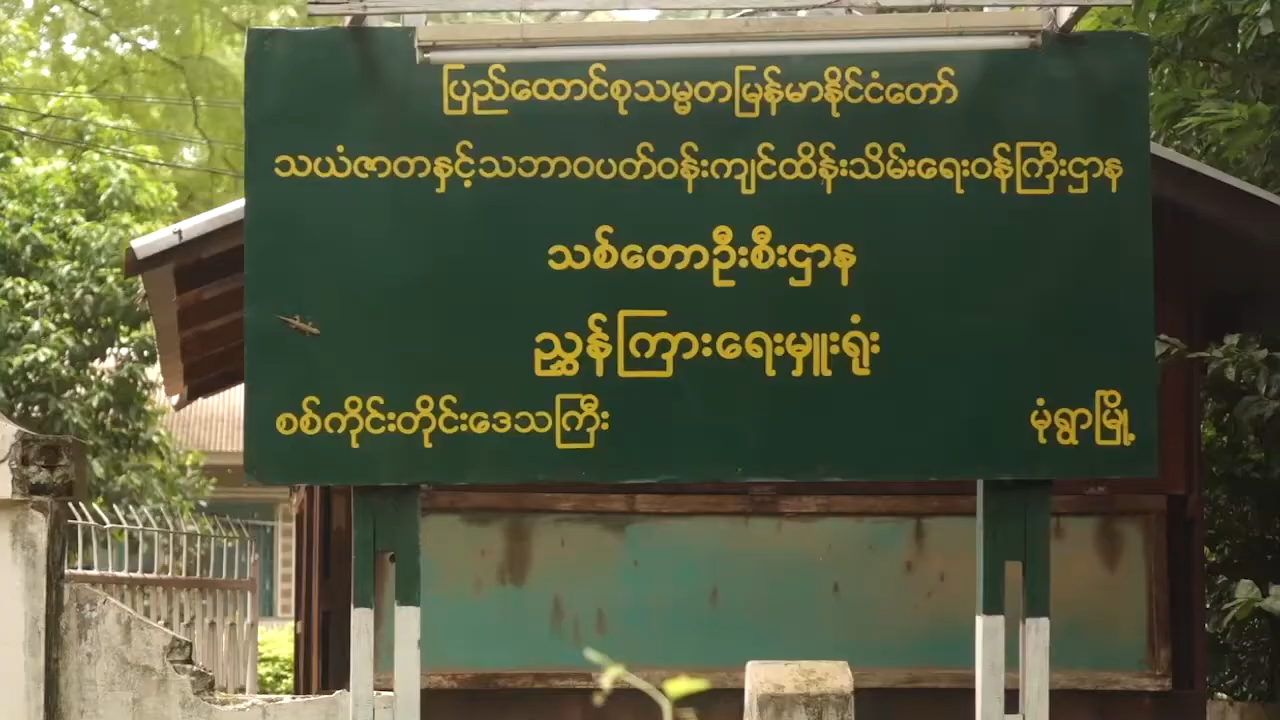 ပြည်ထောင်စုသမ္မတမြန်မာနိုင်ငံတော်
သယံဇာတနှင့်သဘာဝပတ်ဝန်းကျင်ထိန်းသိမ်းရေးဝန်ကြီးဌာန
သစ်တောဦးစီးဌာန
ညွှန်ကြားရေးမှူးရုံး
စစ်ကိုင်းတိုင်းဒေသကြီး မုံရွာမြို့